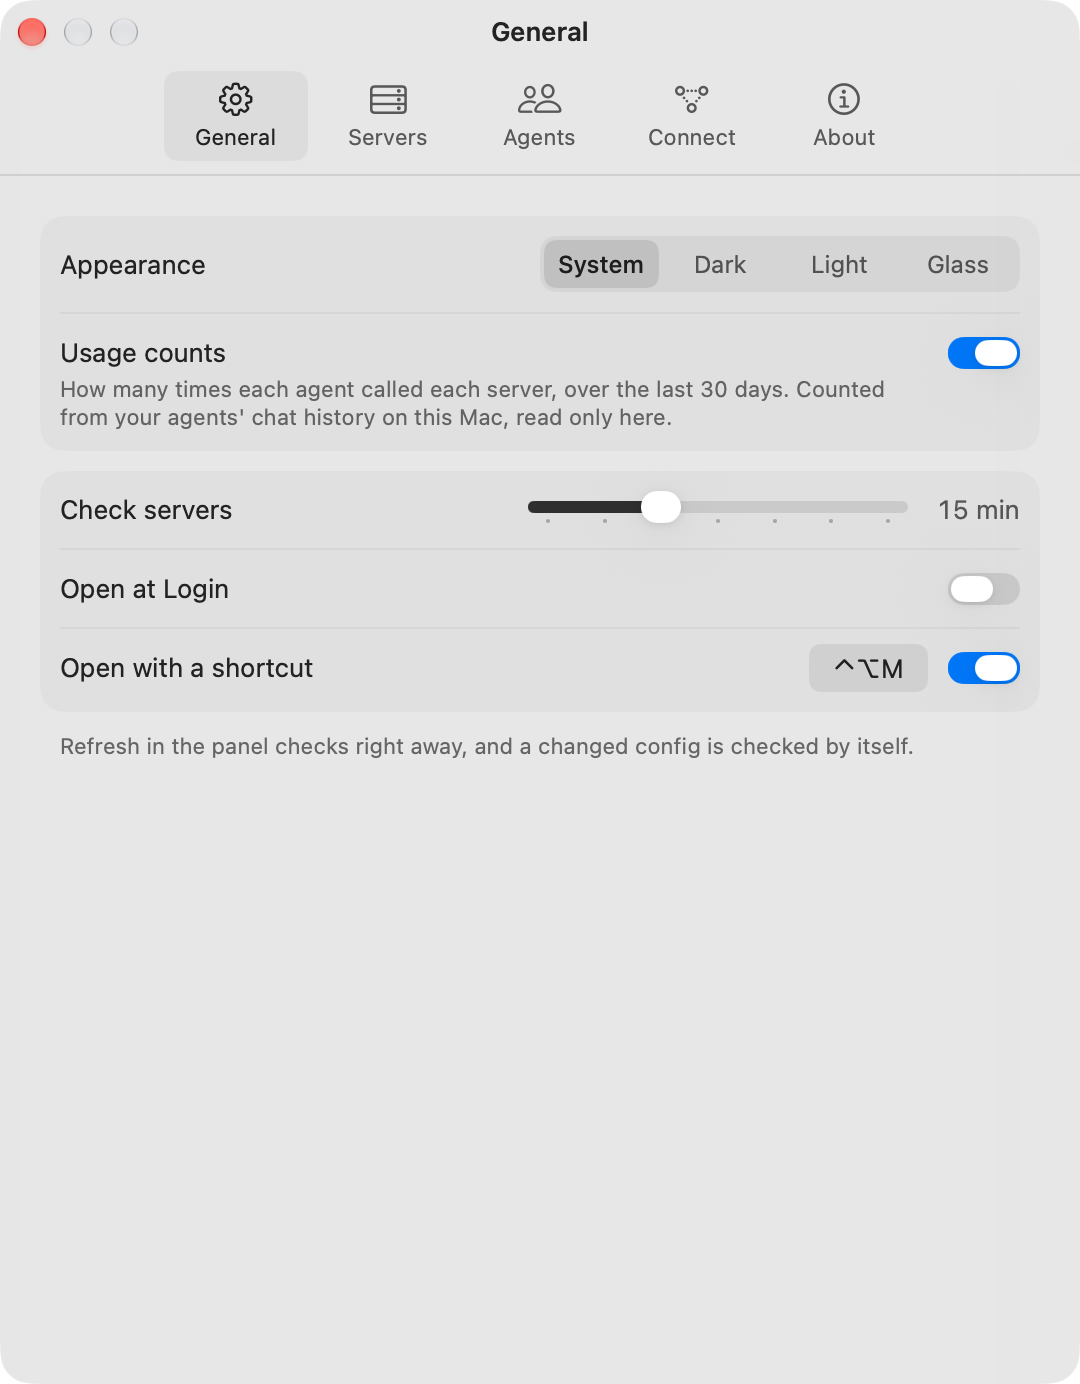 General
General
Servers
Agents
Connect
About
Appearance
System
Dark
Light
Glass
Usage counts
How many times each agent called each server, over the last 30 days. Counted
from your agents' chat history on this Mac, read only here.
Check servers
15 min
Open at Login
Open with a shortcut
⌃⌥M
Refresh in the panel checks right away, and a changed config is checked by itself.